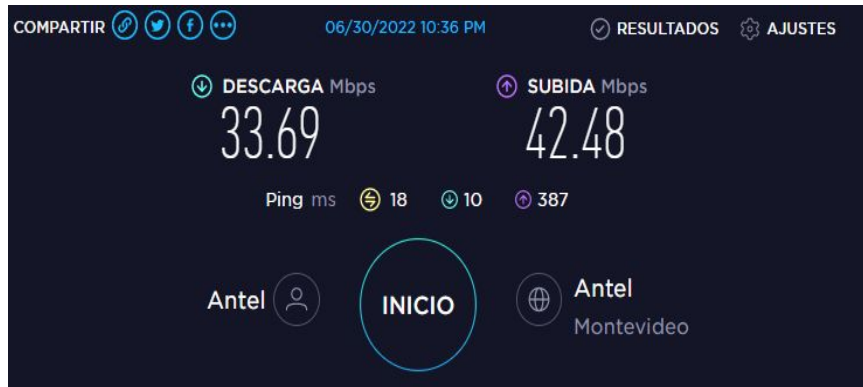 COMPARTIR 06/30/2022 10:36 PM RESULTADOS AJUSTES
DESCARGA Mbps SUBIDA Mbps
33.69 42.48
Ping ms 18 10 387
Antel INICIO Antel
Montevideo